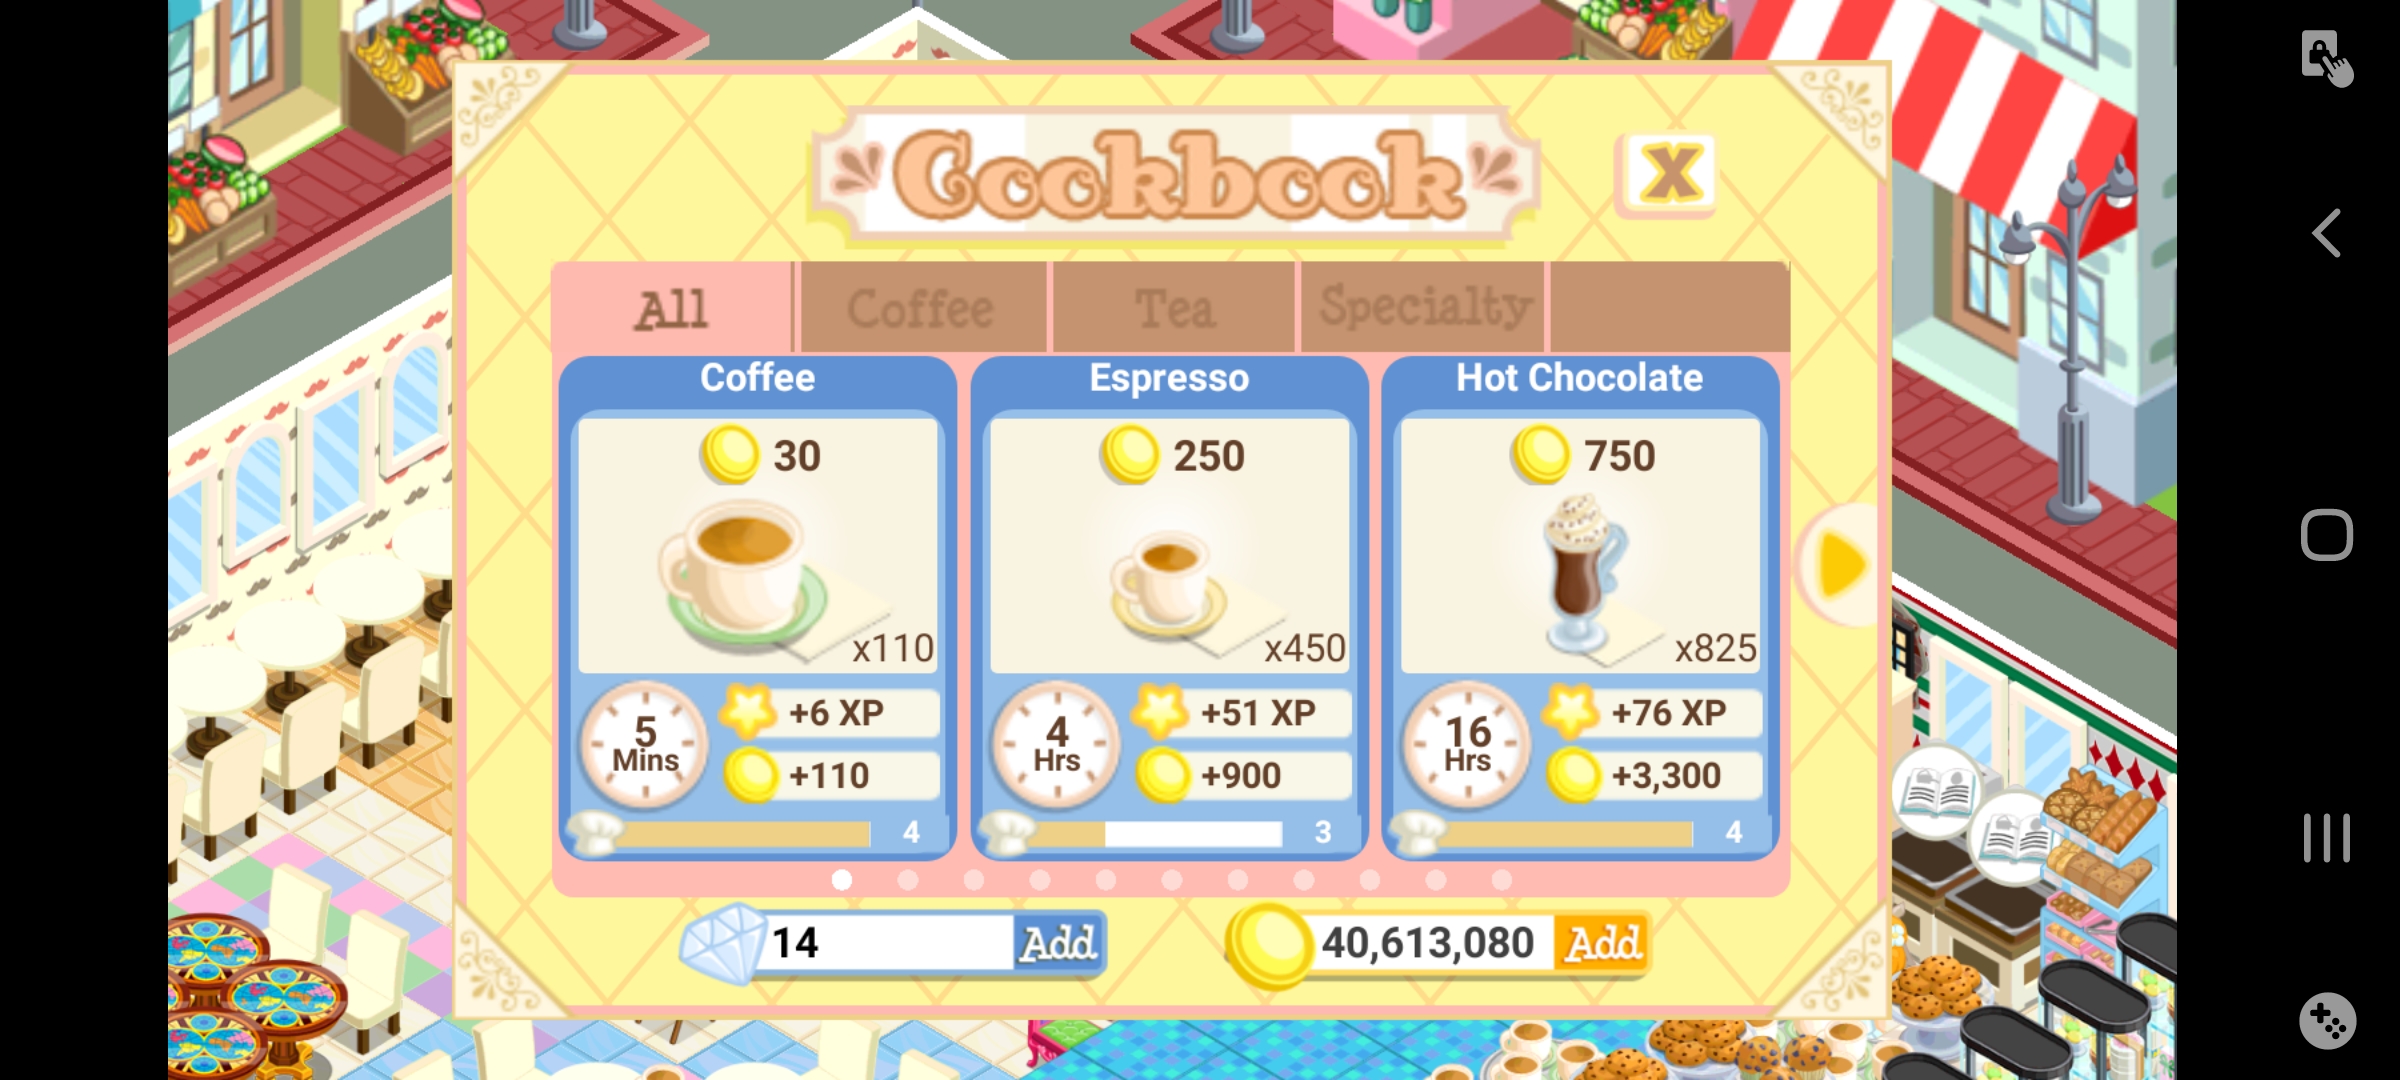 Cookbook
X
All Coffee Tea Specialty
Coffee
30
x110
5 Mins
+6 XP
+110
4
Espresso
250
x450
4 Hrs
+51 XP
+900
3
Hot Chocolate
750
x825
16 Hrs
+76 XP
+3,300
4
14 Add
40,613,080 Add